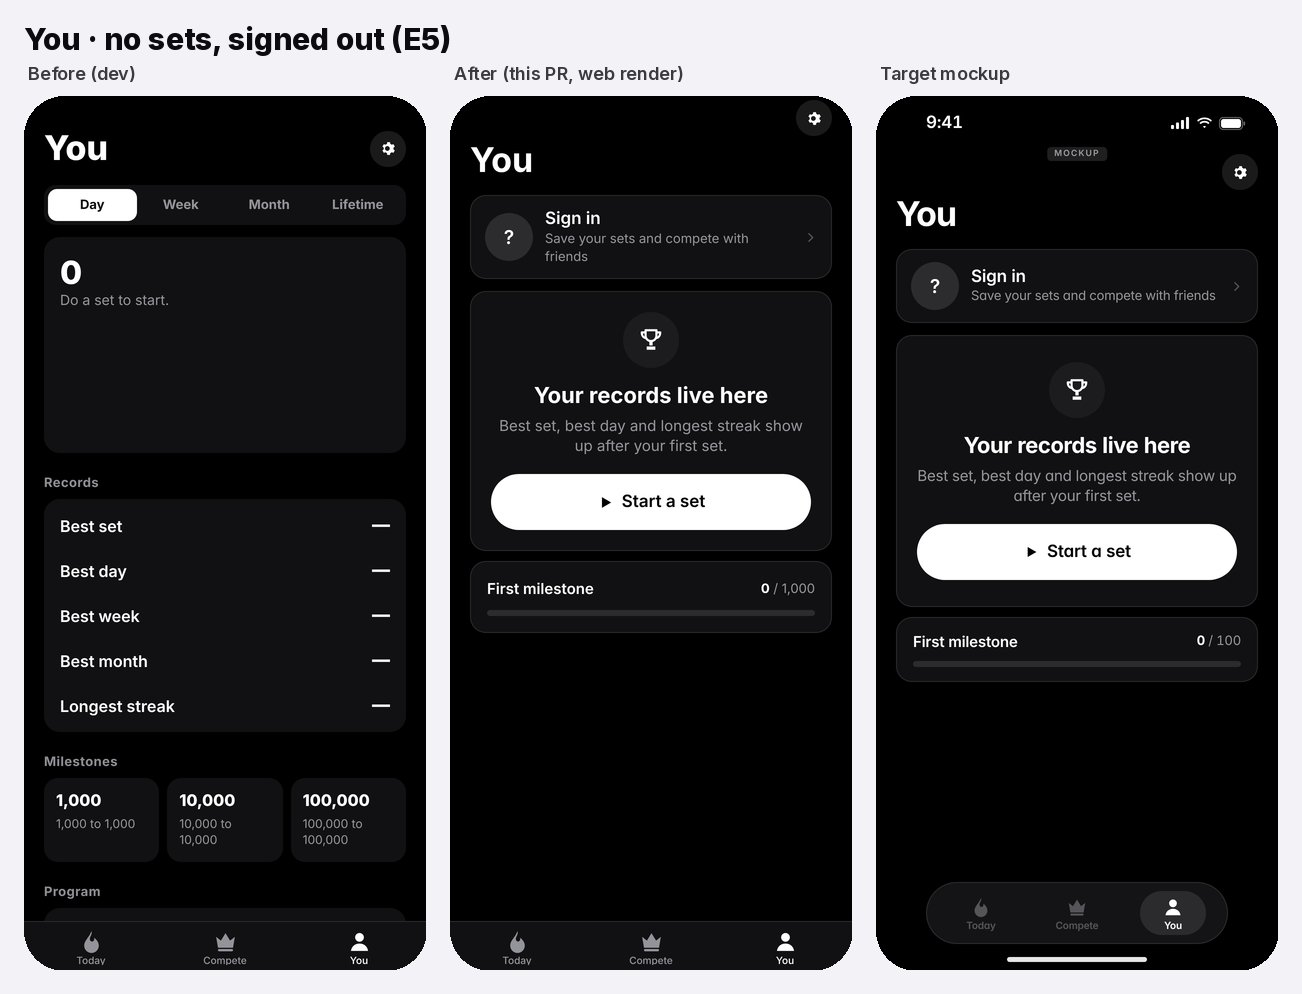 You · no sets, signed out (E5)
Before (dev)
You
Day Week Month Lifetime
0
Do a set to start.
Records
Best set —
Best day —
Best week —
Best month —
Longest streak —
Milestones
1,000 10,000 100,000
1,000 to 1,000 10,000 to 100,000 to
10,000 100,000
Program
Today Compete You
After (this PR, web render)
You
?
Sign in
Save your sets and compete with
friends
Your records live here
Best set, best day and longest streak show
up after your first set.
Start a set
First milestone 0 / 1,000
Today Compete You
Target mockup
9:41
MOCKUP
You
?
Sign in
Save your sets and compete with friends
Your records live here
Best set, best day and longest streak show up
after your first set.
Start a set
First milestone 0 / 100
Today Compete You